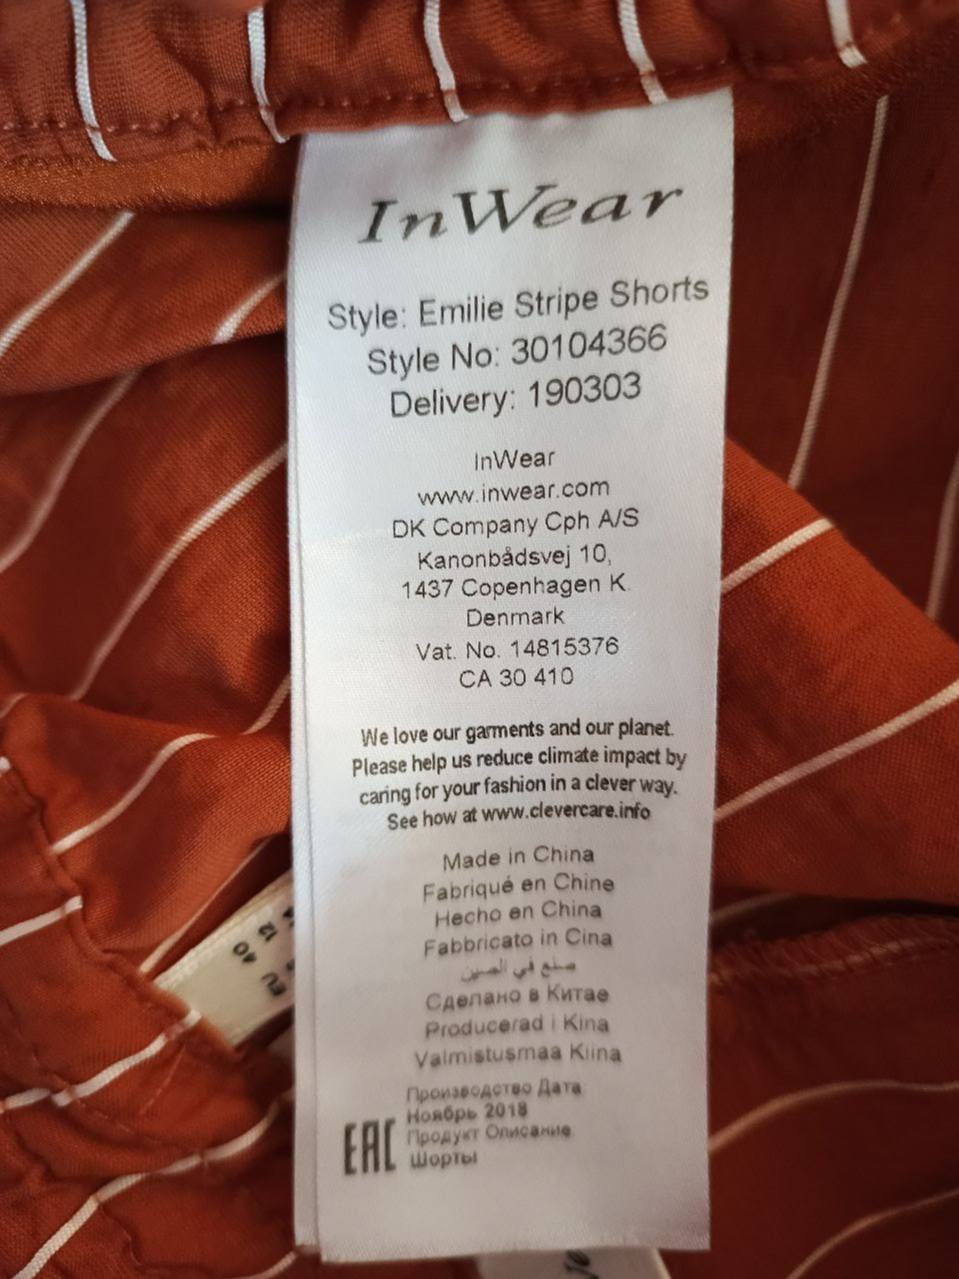 InWear
Style: Emilie Stripe Shorts
Style No: 30104366
Delivery: 190303
InWear
www.inwear.com
DK Company Cph A/S
Kanonbådsvej 10,
1437 Copenhagen K.
Denmark
Vat. No. 14815376
CA 30 410
We love our garments and our planet.
Please help us reduce climate impact by
caring for your fashion in a clever way.
See how at www.clevercare.info
Made in China
Fabriqué en Chine
Hecho en China
Fabbricato in Cina
صنع في الصين
Сделано в Китае
Producerad i Kina
Valmistusmaa Kiina
Производство Дата
Ноябрь 2018
EAC Продукт Описание
Шорты
40